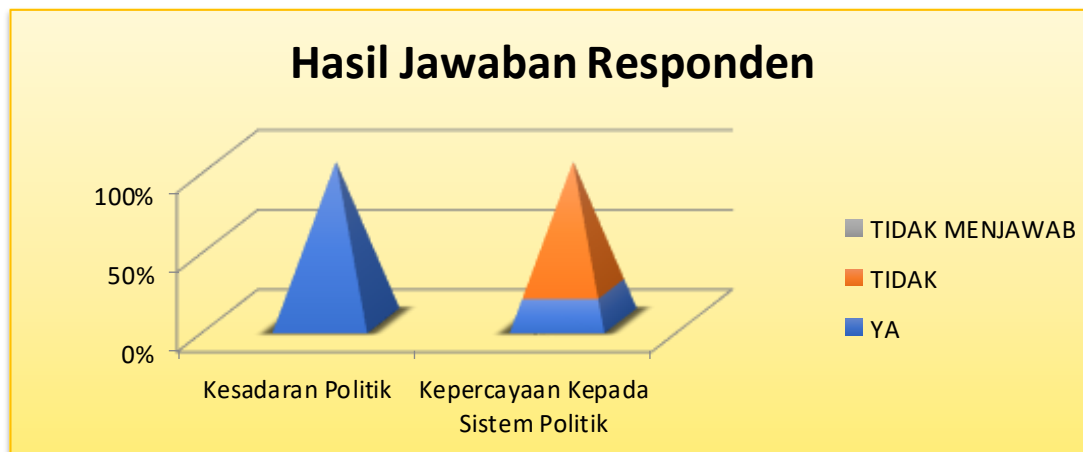 Hasil Jawaban Responden
100%
50%
0%
Kesadaran Politik
Kepercayaan Kepada
Sistem Politik
TIDAK MENJAWAB
TIDAK
YA